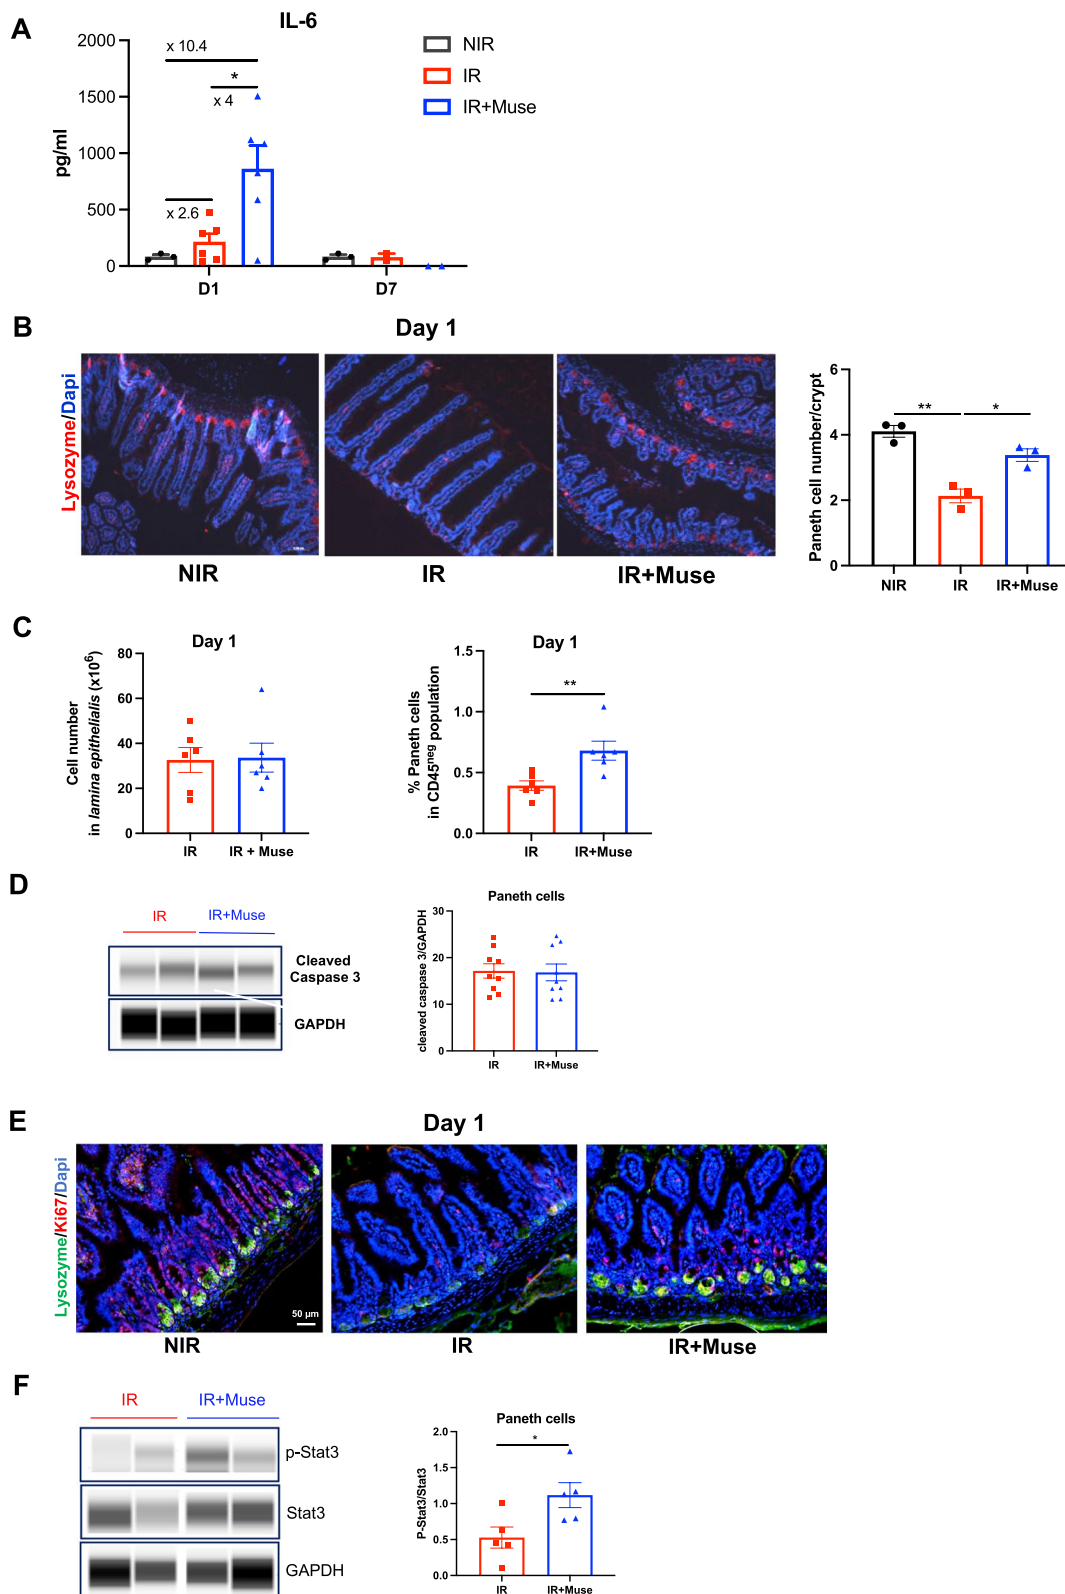 A
IL-6
2000
1500
1000
500
0
pg/ml
x 10.4
*
x 4
x 2.6
D1
D7
NIR
IR
IR+Muse
B
Day 1
Lysozyme/Dapi
NIR
IR
IR+Muse
Paneth cell number/crypt
6
4
2
0
**
*
NIR
IR
IR+Muse
C
Day 1
Cell number
in lamina epithelialis (x10⁶)
80
60
40
20
0
IR
IR + Muse
Day 1
% Paneth cells
in CD45ⁿᵉᵍ population
1.5
1.0
0.5
0.0
**
IR
IR+Muse
D
IR
IR+Muse
Cleaved
Caspase 3
GAPDH
Paneth cells
cleaved caspase 3/GAPDH
30
20
10
0
IR
IR+Muse
E
Day 1
Lysozyme/Ki67/Dapi
50 µm
NIR
IR
IR+Muse
F
IR
IR+Muse
p-Stat3
Stat3
GAPDH
Paneth cells
P-Stat3/Stat3
2.0
1.5
1.0
0.5
0.0
*
IR
IR+Muse